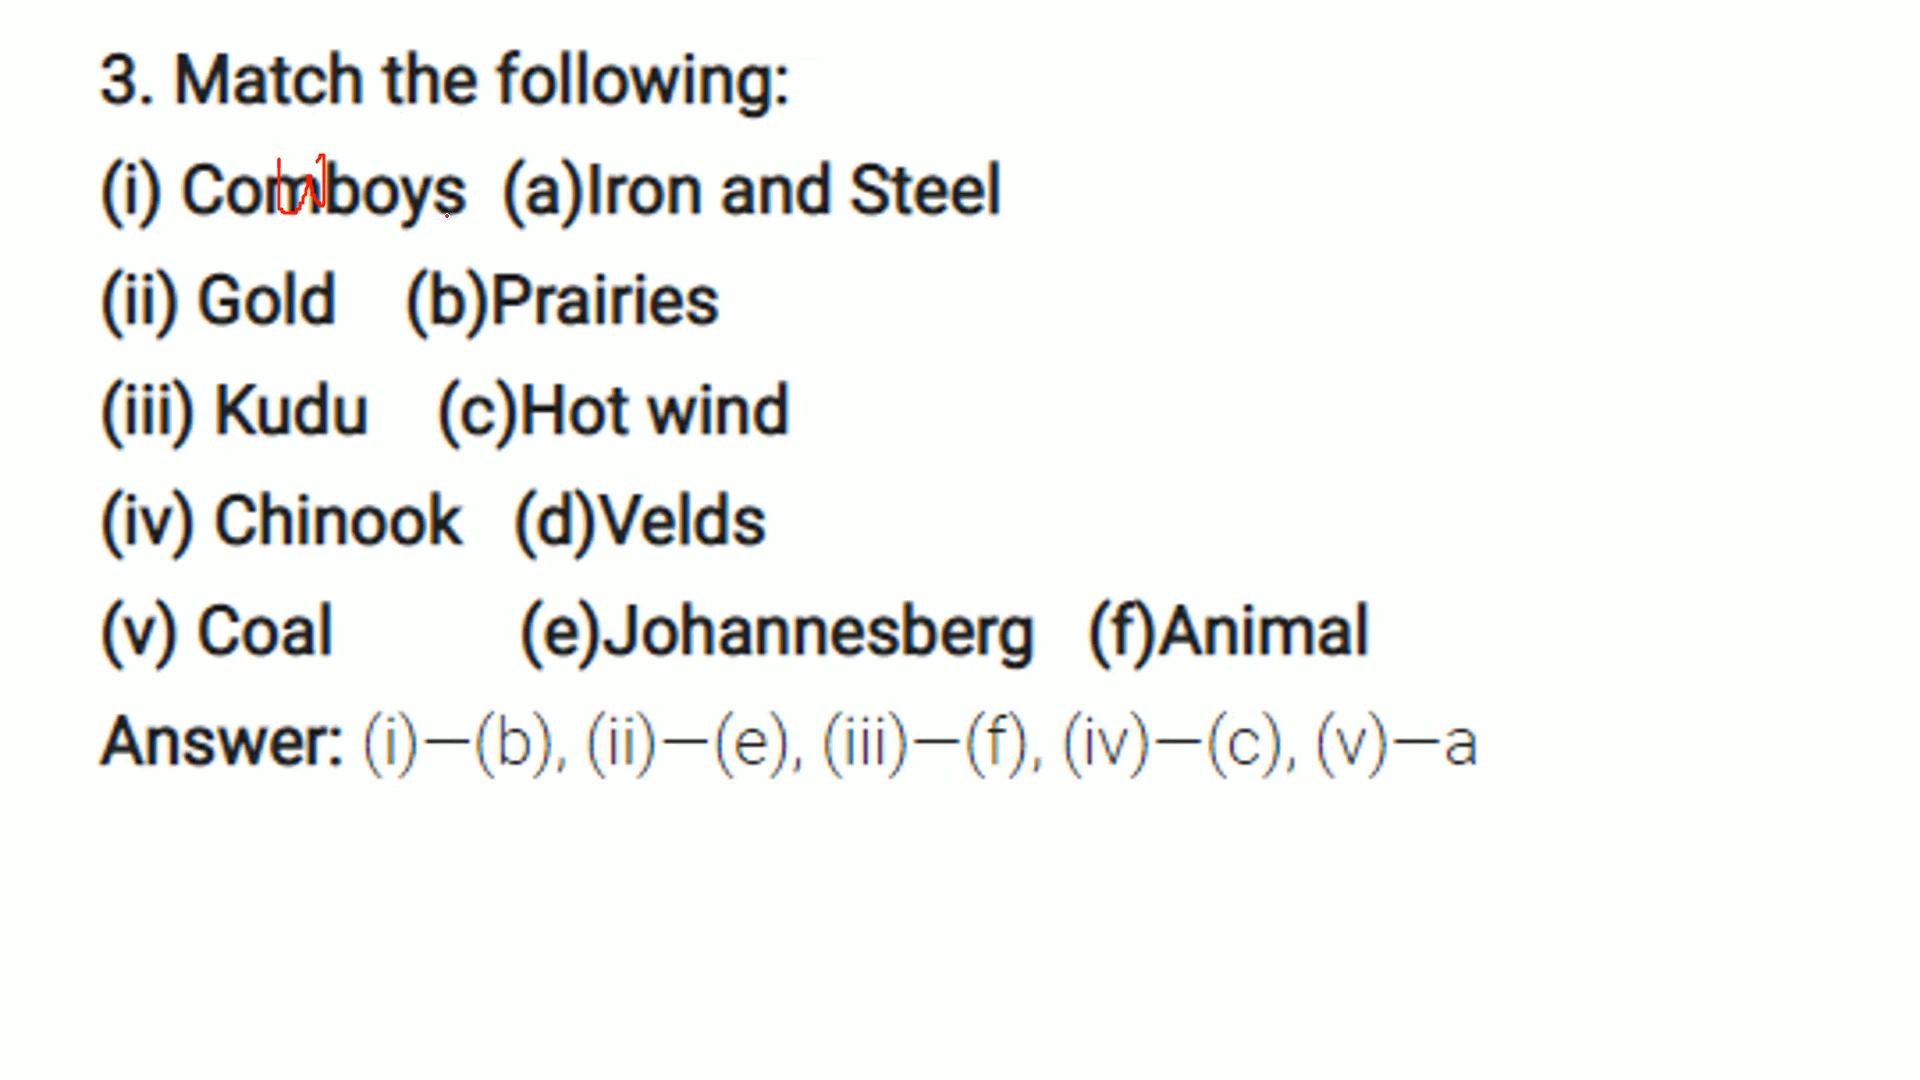 3. Match the following:
(i) Comboys (a)Iron and Steel
(ii) Gold (b)Prairies
(iii) Kudu (c)Hot wind
(iv) Chinook (d)Velds
(v) Coal (e)Johannesberg (f)Animal
Answer: (i)—(b), (ii)—(e), (iii)—(f), (iv)—(c), (v)—a